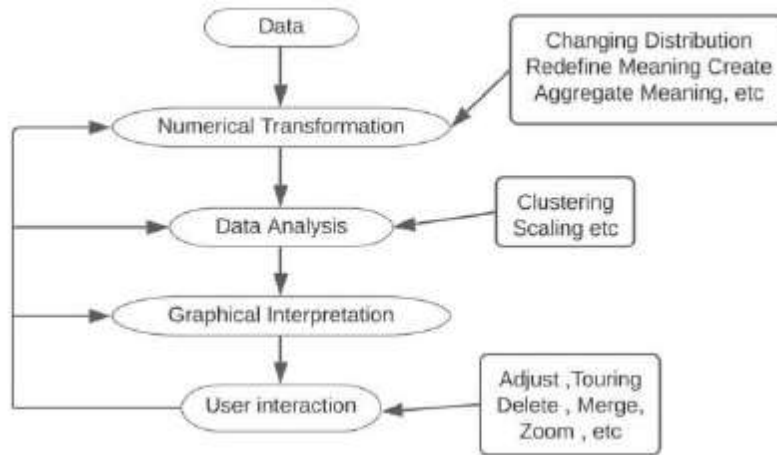 Data
Changing Distribution
Redefine Meaning Create
Aggregate Meaning, etc
Numerical Transformation
Clustering
Scaling etc
Data Analysis
Graphical Interpretation
Adjust ,Touring
Delete , Merge,
Zoom , etc
User interaction